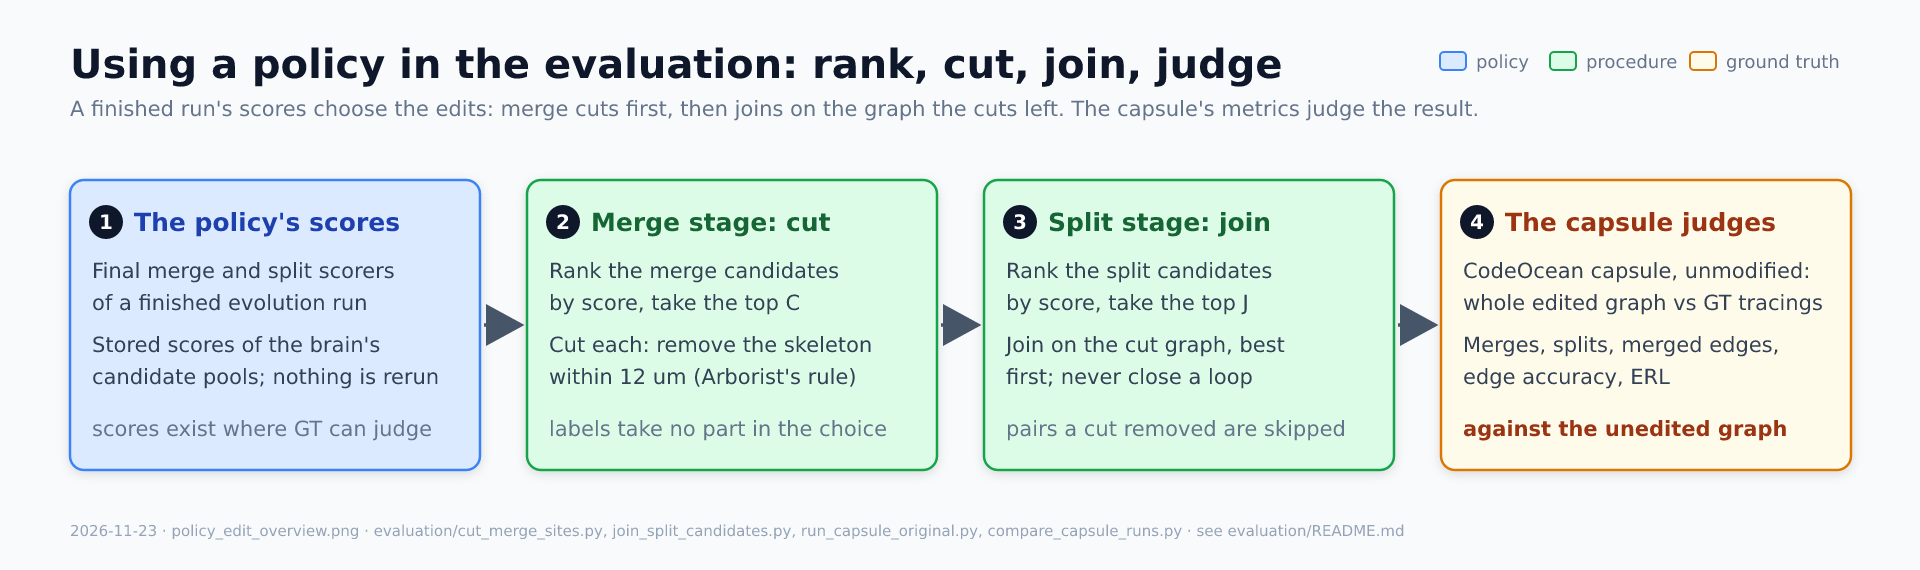 Using a policy in the evaluation: rank, cut, join, judge
policy
procedure
ground truth
A finished run's scores choose the edits: merge cuts first, then joins on the graph the cuts left. The capsule's metrics judge the result.
1 The policy's scores
Final merge and split scorers
of a finished evolution run
Stored scores of the brain's
candidate pools; nothing is rerun
scores exist where GT can judge
2 Merge stage: cut
Rank the merge candidates
by score, take the top C
Cut each: remove the skeleton
within 12 um (Arborist's rule)
labels take no part in the choice
3 Split stage: join
Rank the split candidates
by score, take the top J
Join on the cut graph, best
first; never close a loop
pairs a cut removed are skipped
4 The capsule judges
CodeOcean capsule, unmodified:
whole edited graph vs GT tracings
Merges, splits, merged edges,
edge accuracy, ERL
against the unedited graph
2026-11-23 · policy_edit_overview.png · evaluation/cut_merge_sites.py, join_split_candidates.py, run_capsule_original.py, compare_capsule_runs.py · see evaluation/README.md